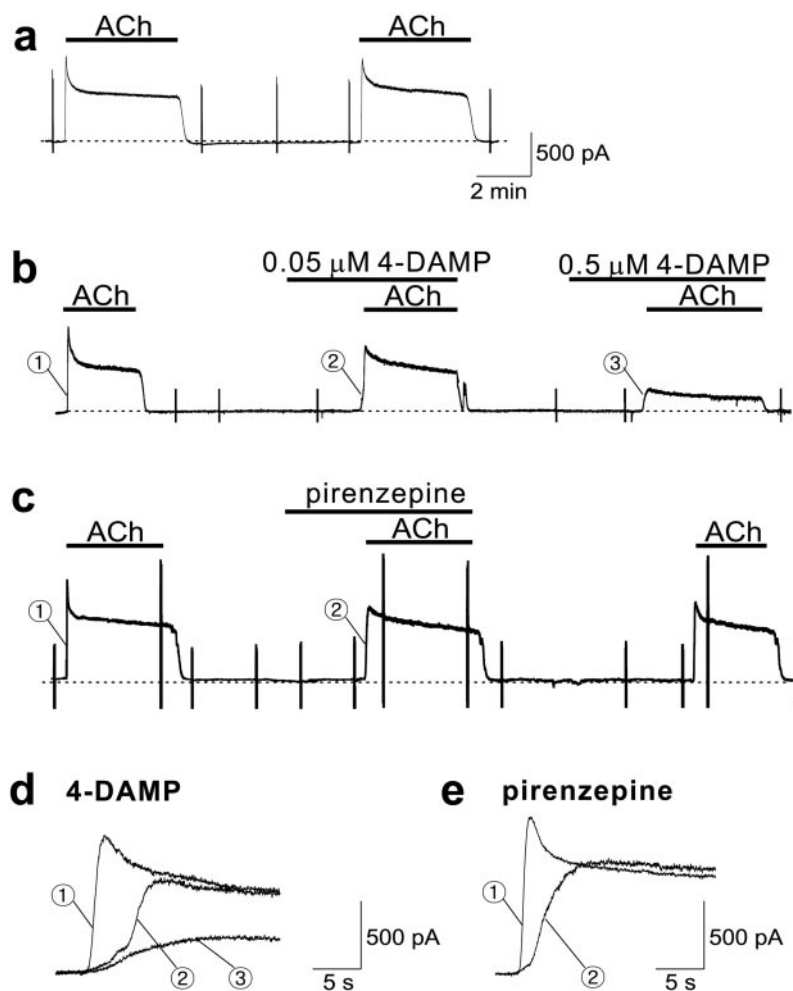 a
ACh ACh
500 pA
2 min
b
0.05 μM 4-DAMP 0.5 μM 4-DAMP
ACh ACh ACh
① ② ③
c
pirenzepine
ACh ACh ACh
① ②
d 4-DAMP
①
② ③
500 pA
5 s
e pirenzepine
①
②
500 pA
5 s